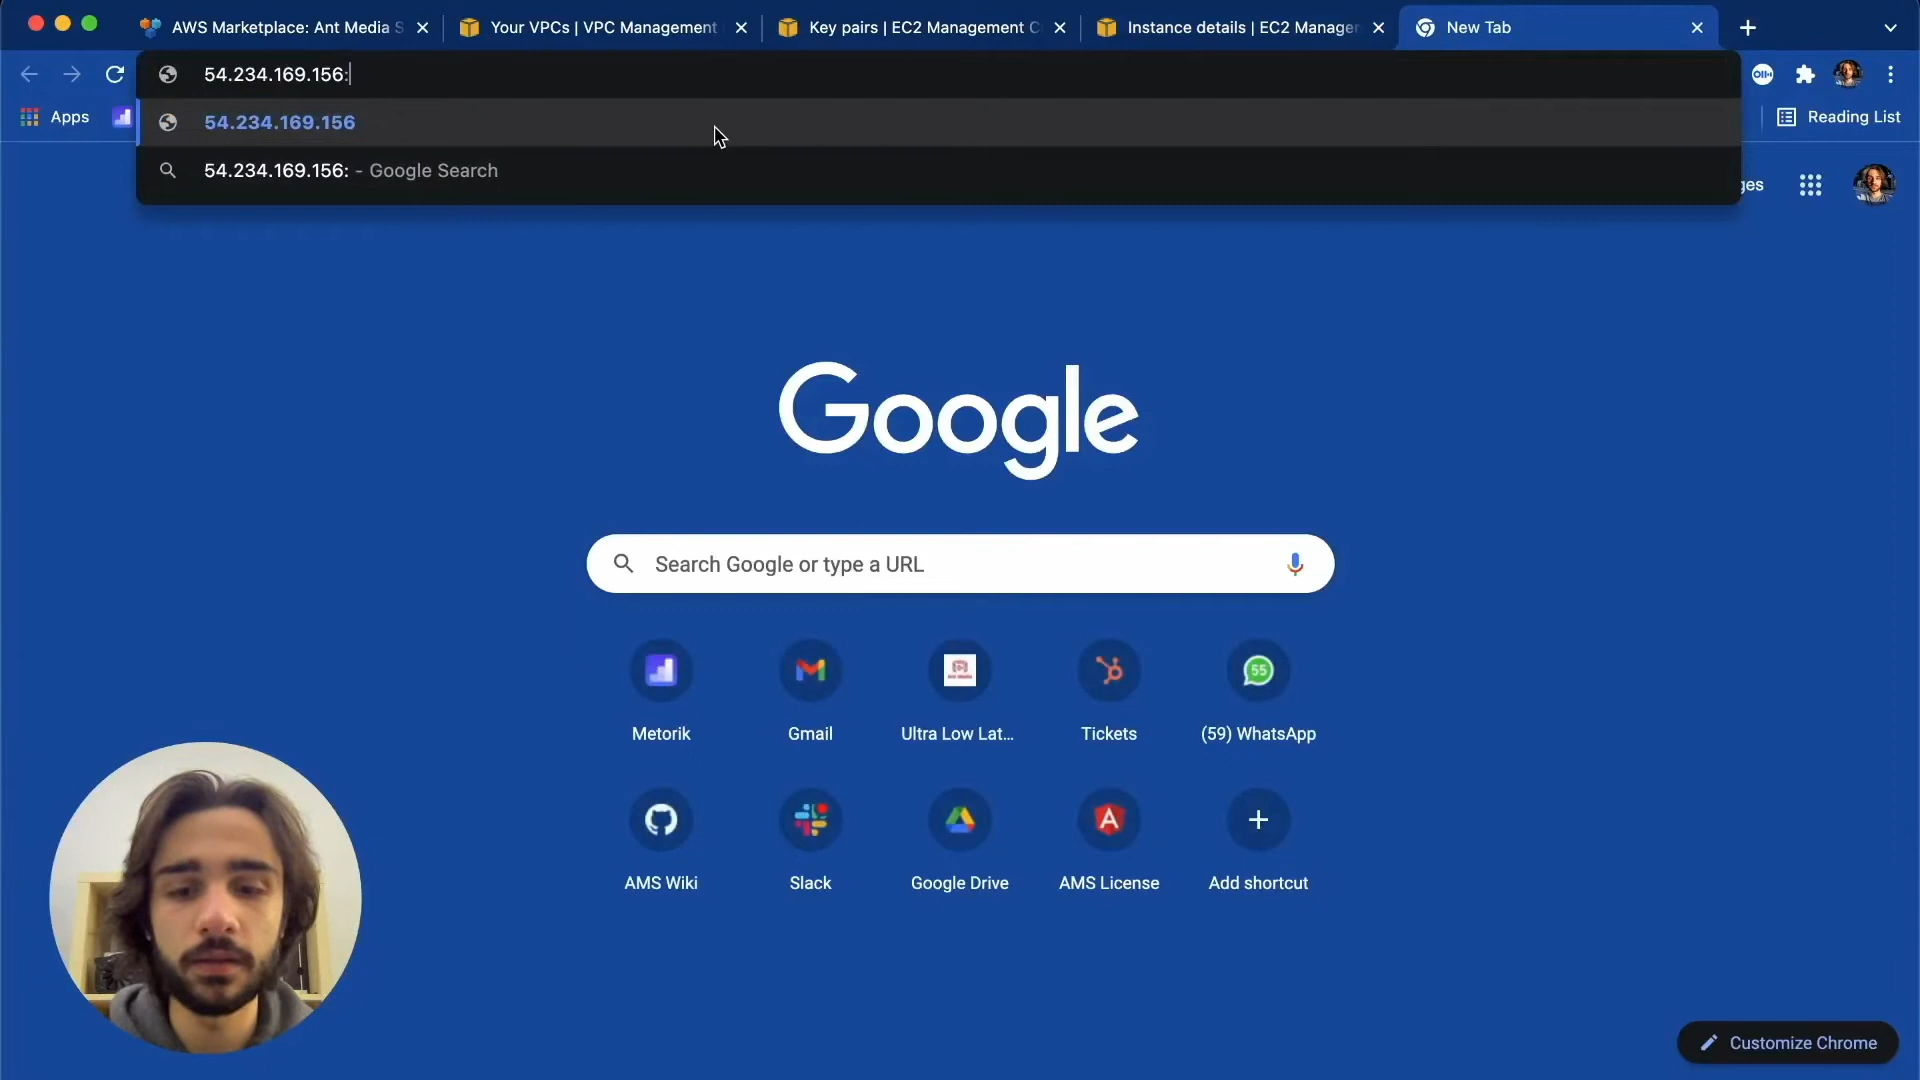 AWS Marketplace: Ant Media S
Your VPCs | VPC Management
Key pairs | EC2 Management C
Instance details | EC2 Manager
New Tab
54.234.169.156:
Apps
54.234.169.156
Reading List
54.234.169.156: - Google Search
ges
Google
Search Google or type a URL
55
Metorik
Gmail
Ultra Low Lat...
Tickets
(59) WhatsApp
AMS Wiki
Slack
Google Drive
AMS License
Add shortcut
Customize Chrome